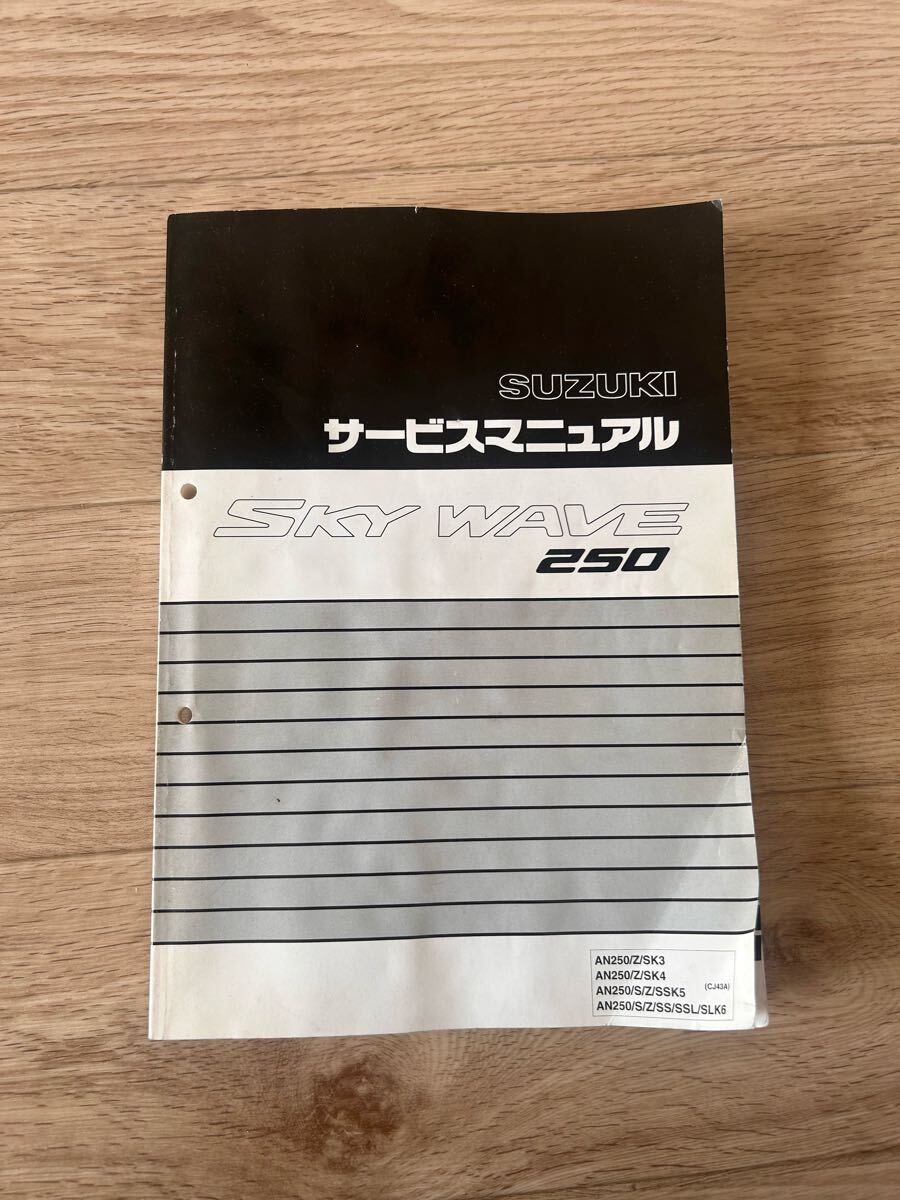 SUZUKI
サービスマニュアル
SKY WAVE
250
AN250/Z/SK3
AN250/Z/SK4
AN250/S/Z/SSK5 (CJ43A)
AN250/S/Z/SS/SSL/SLK6